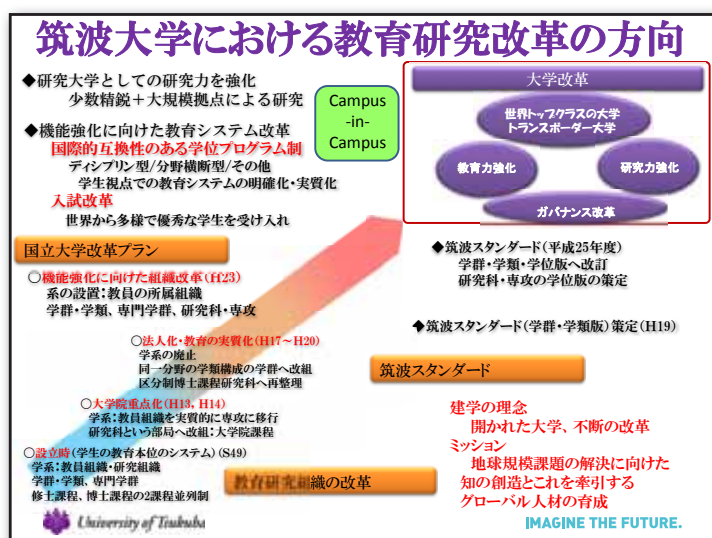 筑波大学における教育研究改革の方向
◆研究大学としての研究力を強化
少数精鋭+大規模拠点による研究
◆機能強化に向けた教育システム改革
国際的互換性のある学位プログラム制
ディシプリン型/分野横断型/その他
学生視点での教育システムの明確化・実質化
入試改革
世界から多様で優秀な学生を受け入れ
Campus
-in-
Campus
大学改革
世界トップクラスの大学
トランスボーダー大学
教育力強化
研究力強化
ガバナンス改革
国立大学改革プラン
○機能強化に向けた組織改革(H23)
系の設置:教員の所属組織
学群・学類、専門学群、研究科・専攻
○法人化・教育の実質化(H17~H20)
学系の廃止
同一分野の学類構成の学群へ改組
区分制博士課程研究科へ再整理
○大学院重点化(H13, H14)
学系:教員組織を実質的に専攻に移行
研究科という部局へ改組:大学院課程
○設立時(学生の教育本位のシステム)(S49)
学系:教員組織・研究組織
学群・学類、専門学群
修士課程、博士課程の2課程並列制
教育研究組織の改革
◆筑波スタンダード(平成25年度)
学群・学類・学位版へ改訂
研究科・専攻の学位版の策定
◆筑波スタンダード(学群・学類版)策定(H19)
筑波スタンダード
建学の理念
開かれた大学、不断の改革
ミッション
地球規模課題の解決に向けた
知の創造とこれを牽引する
グローバル人材の育成
University of Tsukuba
IMAGINE THE FUTURE.